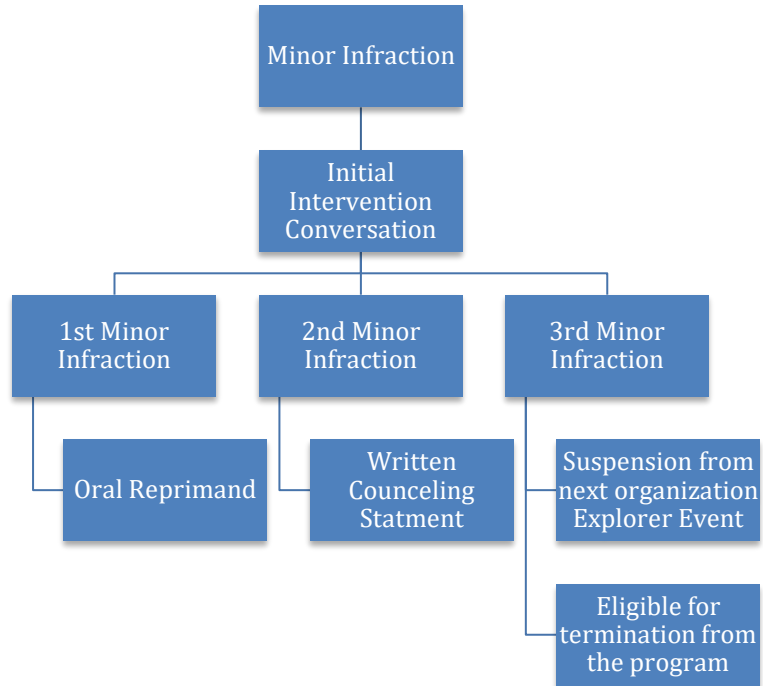 Minor Infraction
Initial
Intervention
Conversation
1st Minor
Infraction
2nd Minor
Infraction
3rd Minor
Infraction
Oral Reprimand
Written
Counceling
Statment
Suspension from
next organization
Explorer Event
Eligible for
termination from
the program